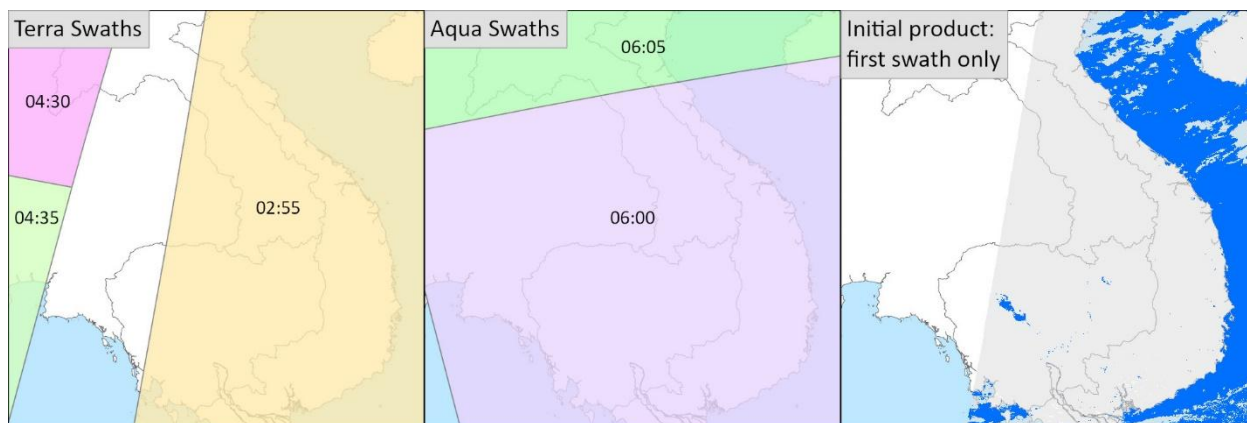 Terra Swaths
04:30
04:35
02:55
Aqua Swaths
06:05
06:00
Initial product:
first swath only